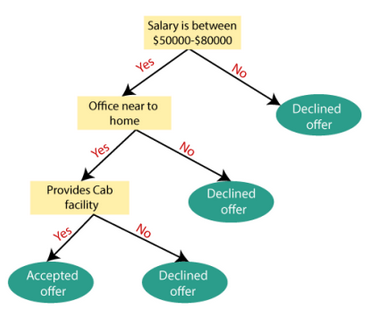 Salary is between
$50000-$80000
Yes
No
Office near to
home
Declined
offer
Yes
No
Provides Cab
facility
Declined
offer
Yes
No
Accepted
offer
Declined
offer